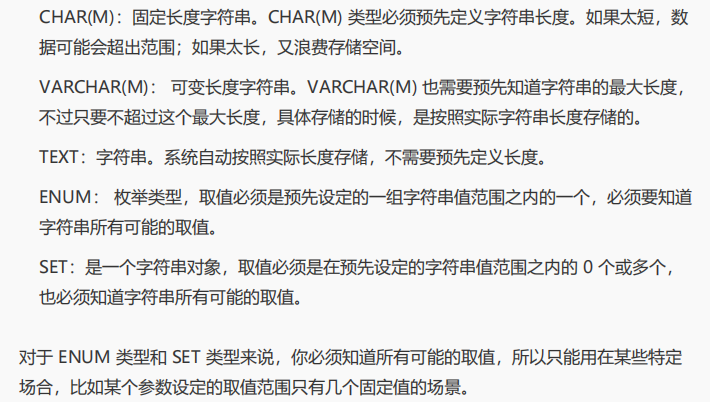 CHAR(M)：固定长度字符串。CHAR(M) 类型必须预先定义字符串长度。如果太短，数
据可能会超出范围；如果太长，又浪费存储空间。
VARCHAR(M)： 可变长度字符串。VARCHAR(M) 也需要预先知道字符串的最大长度，
不过只要不超过这个最大长度，具体存储的时候，是按照实际字符串长度存储的。
TEXT：字符串。系统自动按照实际长度存储，不需要预先定义长度。
ENUM： 枚举类型，取值必须是预先设定的一组字符串值范围之内的一个，必须要知道
字符串所有可能的取值。
SET：是一个字符串对象，取值必须是在预先设定的字符串值范围之内的 0 个或多个，
也必须知道字符串所有可能的取值。
对于 ENUM 类型和 SET 类型来说，你必须知道所有可能的取值，所以只能用在某些特定
场合，比如某个参数设定的取值范围只有几个固定值的场景。